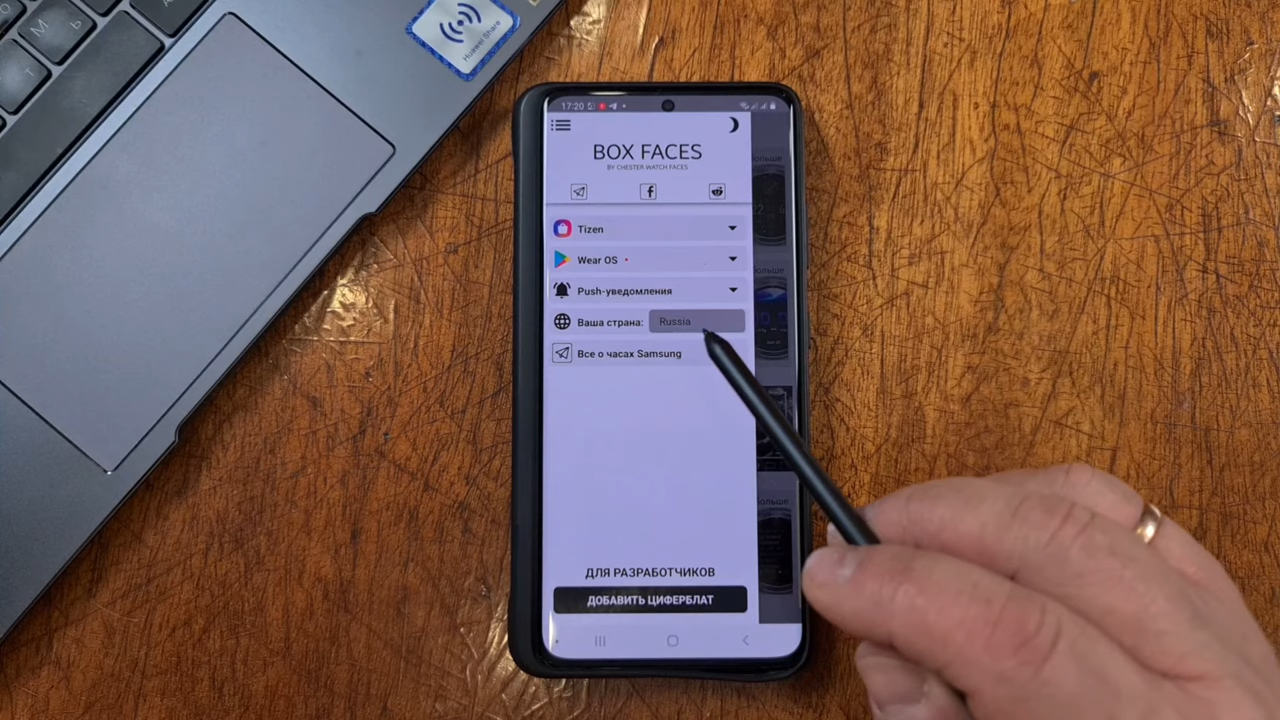 М
Ь
Т
Huawei Share
17:20
BOX FACES
BY CHESTER WATCH FACES
Tizen
Wear OS
Push-уведомления
Ваша страна: Russia
Все о часах Samsung
ДЛЯ РАЗРАБОТЧИКОВ
ДОБАВИТЬ ЦИФЕРБЛАТ